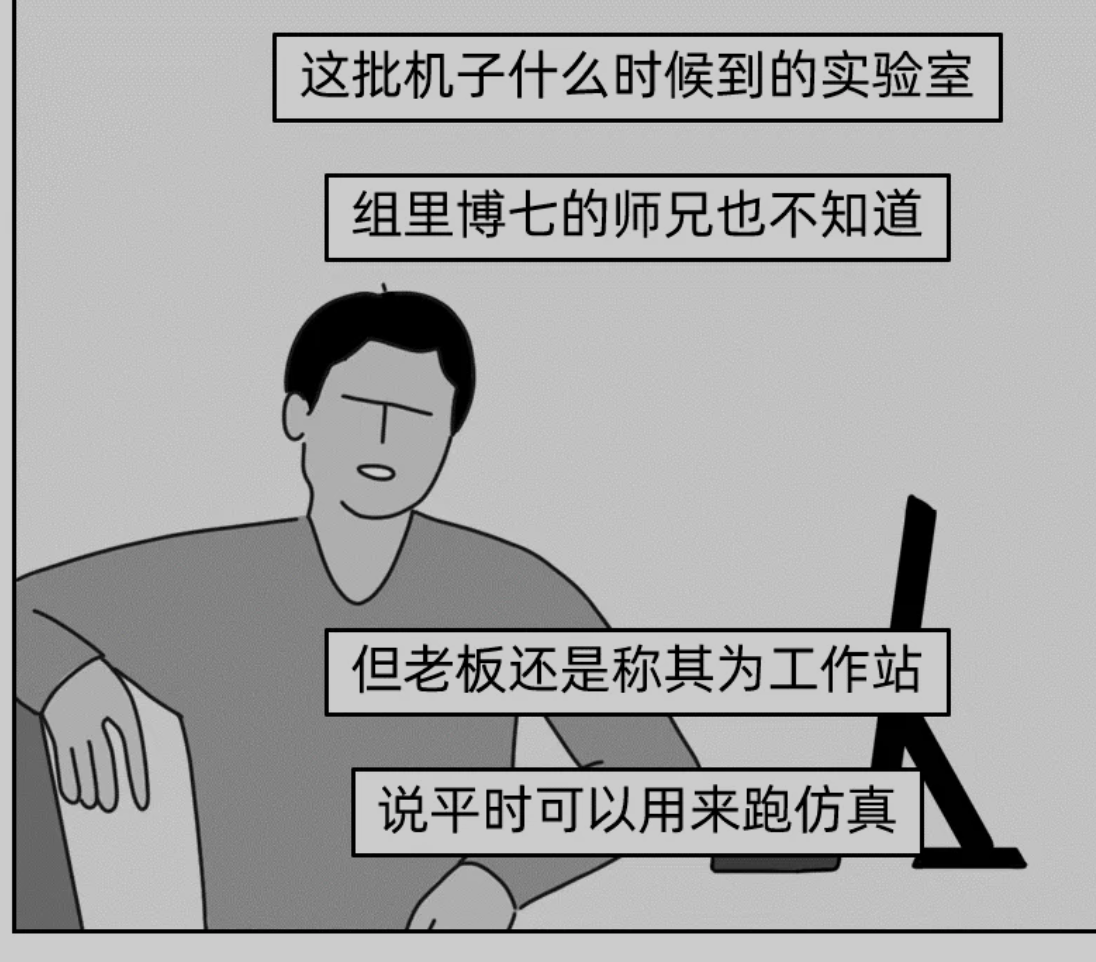 这批机子什么时候到的实验室
组里博七的师兄也不知道
但老板还是称其为工作站
说平时可以用来跑仿真